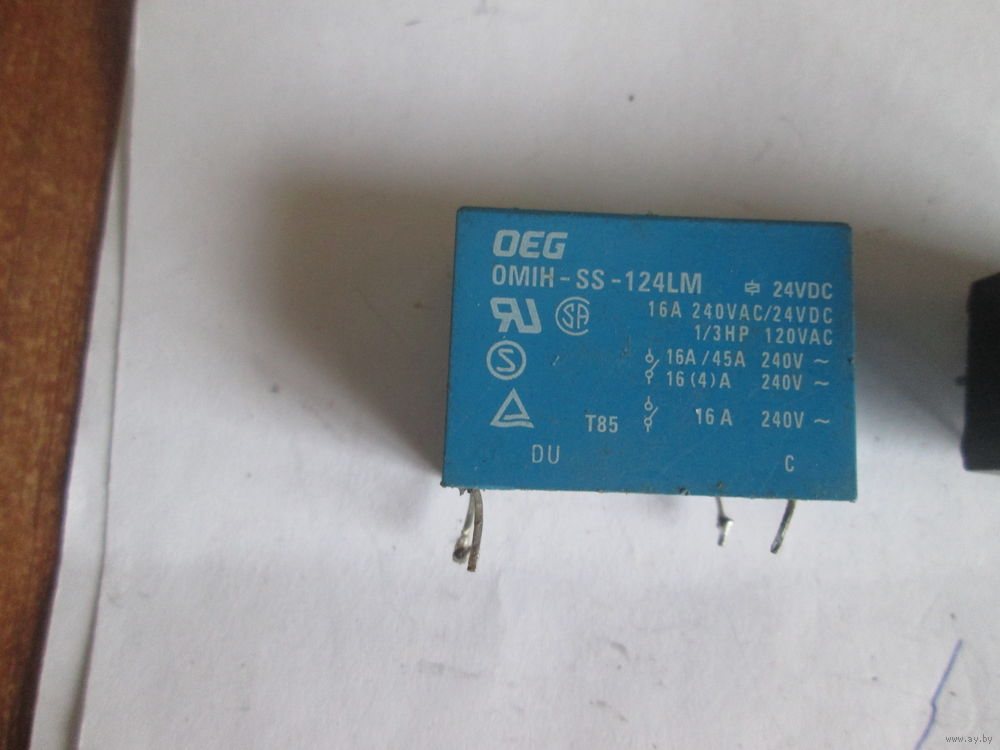 OEG
OMIH-SS-124LM 24VDC
16A 240VAC/24VDC
1/3HP 120VAC
16A/45A 240V ~
16(4)A 240V ~
T85 16A 240V ~
DU C
www.ay.by